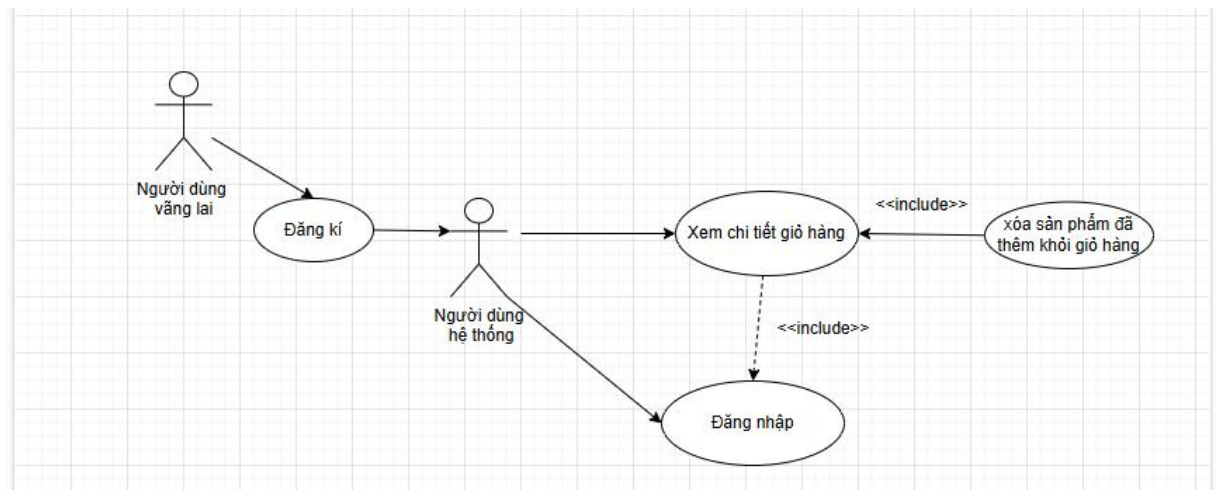 Người dùng
vãng lai
Đăng kí
Người dùng
hệ thống
Xem chi tiết giỏ hàng
<<include>>
xóa sản phẩm đã
thêm khỏi giỏ hàng
<<include>>
Đăng nhập